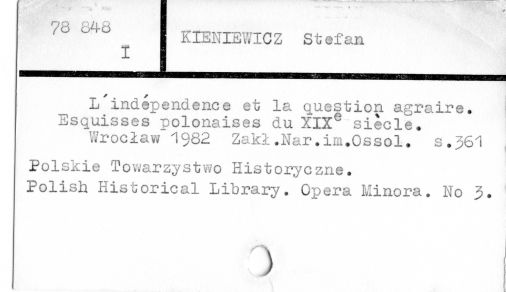 78 848
I
KIENIEWICZ Stefan
L'indépendence et la question agraire.
Esquisses polonaises du XIXe siècle.
Wrocław 1982 Zakł.Nar.im.Ossol. s.361
Polskie Towarzystwo Historyczne.
Polish Historical Library. Opera Minora. No 3.